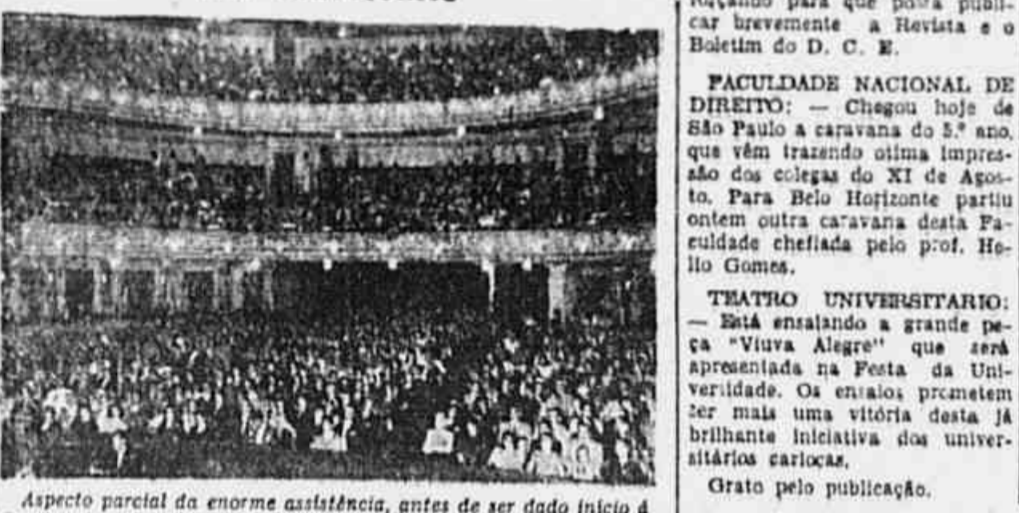 Aspecto parcial da enorme assistência, antes de ser dado inicio á
para que possa publi-
car brevemente a Revista e o
Boletim do D. C. E.
FACULDADE NACIONAL DE
DIREITO: — Chegou hoje de
São Paulo a caravana do 5.º ano,
que vêm trazendo otima impres-
são dos colegas do XI de Agos-
to. Para Belo Horizonte partiu
ontem outra caravana desta Fa-
culdade chefiada pelo prof. He-
lio Gomes.
TEATRO UNIVERSITARIO:
— Está ensaiando a grande pe-
ça "Viuva Alegre" que será
apresentada na Festa da Uni-
versidade. Os ensaios prometem
ser mais uma vitória desta já
brilhante iniciativa dos univer-
sitários cariocas.
Grato pelo publicação.